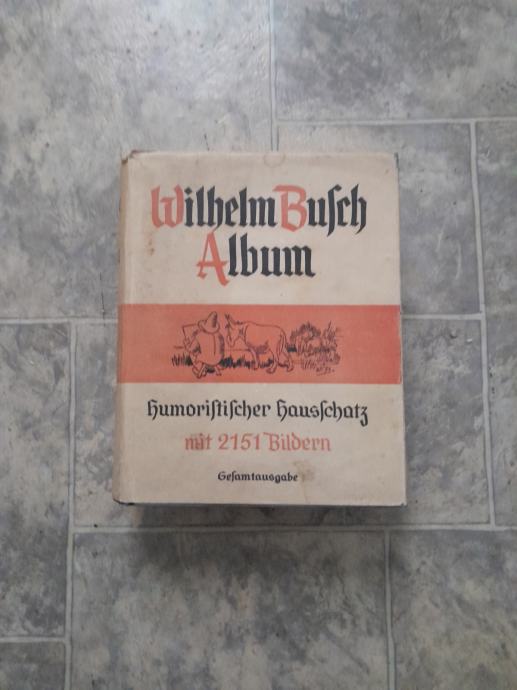 Wilhelm Buſch
Album
Humoriſtiſcher Hausſchatz
mit 2151 Bildern
Geſamtausgabe